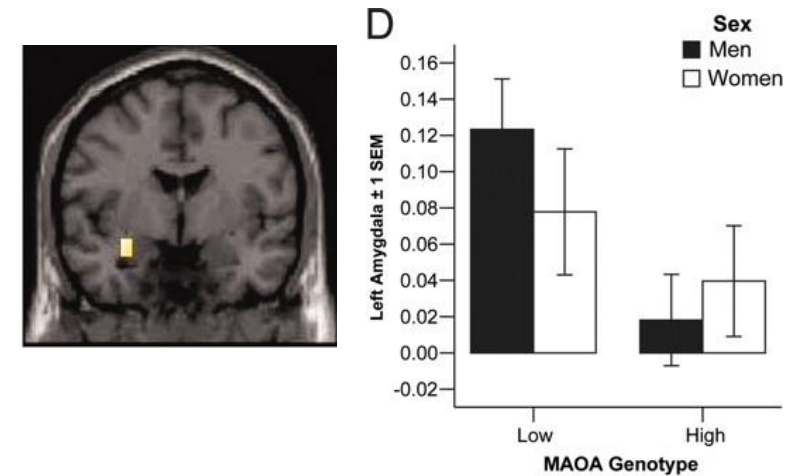 D
Sex
Men
Women
0.16
0.14
0.12
0.10
0.08
0.06
0.04
0.02
0.00
-0.02
Left Amygdala ± 1 SEM
Low
High
MAOA Genotype